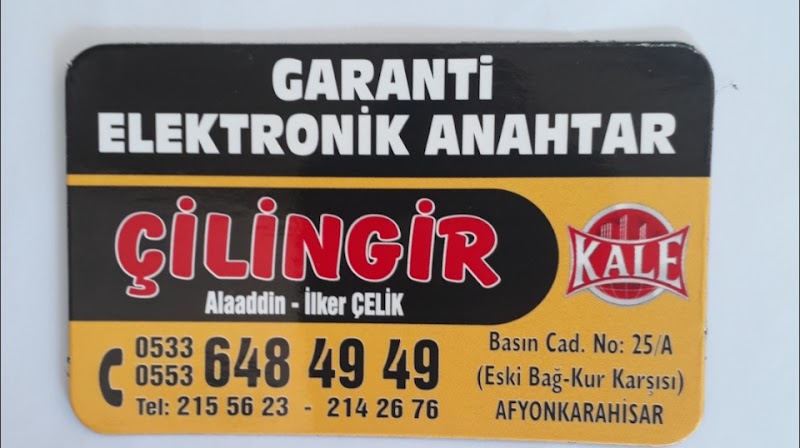 GARANTİ
ELEKTRONİK ANAHTAR
ÇİLİNGİR
Alaaddin - İlker ÇELİK
KALE
0533
0553
648 49 49
Tel: 215 56 23 - 214 26 76
Basın Cad. No: 25/A
(Eski Bağ-Kur Karşısı)
AFYONKARAHİSAR